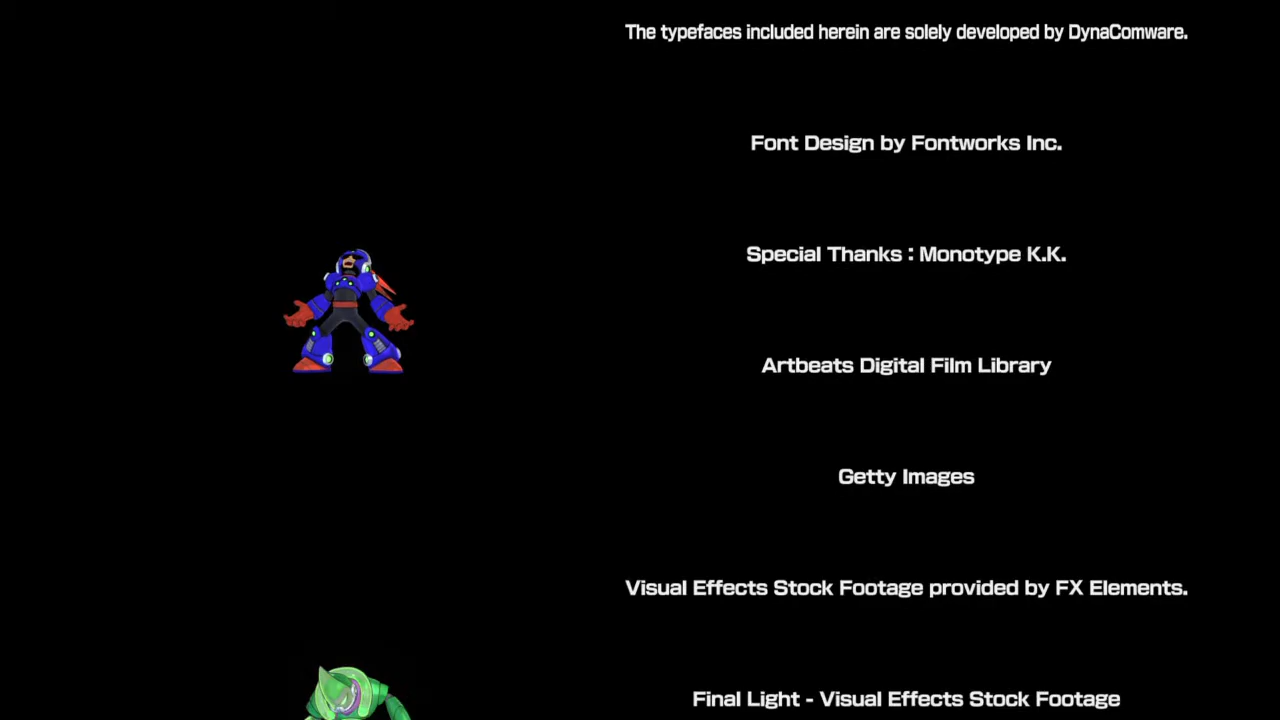 The typefaces included herein are solely developed by DynaComware.
Font Design by Fontworks Inc.
Special Thanks : Monotype K.K.
Artbeats Digital Film Library
Getty Images
Visual Effects Stock Footage provided by FX Elements.
Final Light - Visual Effects Stock Footage